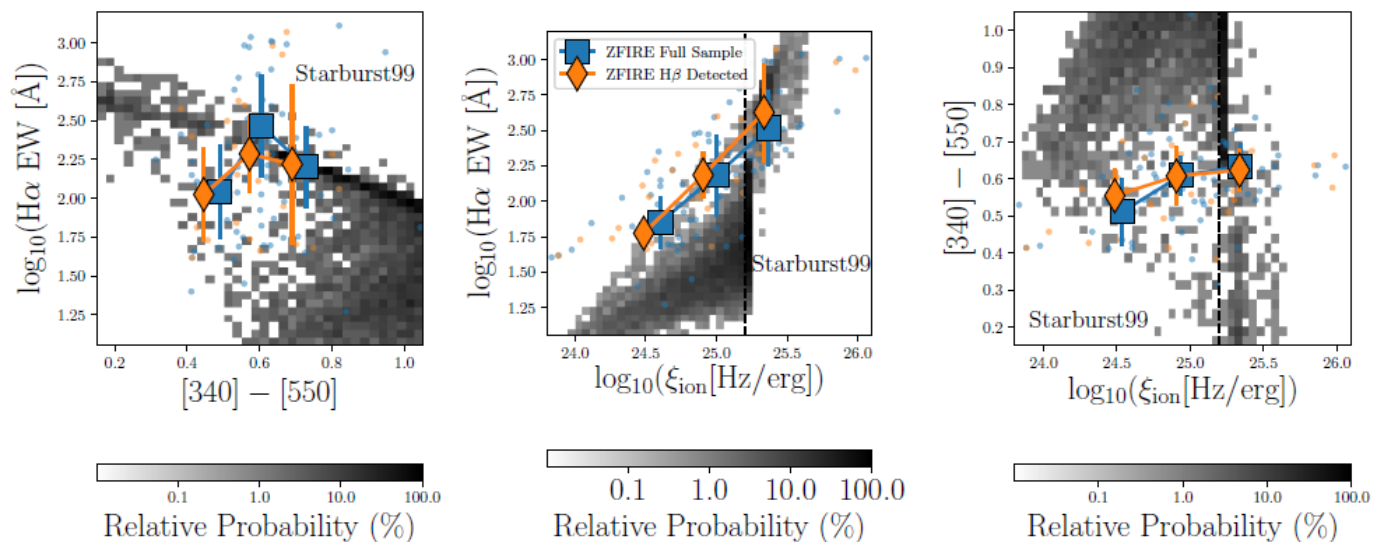 3.00
2.75
2.50
2.25
2.00
1.75
1.50
1.25
log10(Hα EW [Å])
Starburst99
0.2 0.4 0.6 0.8 1.0
[340] − [550]
0.1 1.0 10.0 100.0
Relative Probability (%)
3.00
2.75
2.50
2.25
2.00
1.75
1.50
1.25
log10(Hα EW [Å])
ZFIRE Full Sample
ZFIRE Hβ Detected
Starburst99
24.0 24.5 25.0 25.5 26.0
log10(ξion[Hz/erg])
0.1 1.0 10.0 100.0
Relative Probability (%)
1.0
0.9
0.8
0.7
0.6
0.5
0.4
0.3
0.2
[340] − [550]
Starburst99
24.0 24.5 25.0 25.5 26.0
log10(ξion[Hz/erg])
0.1 1.0 10.0 100.0
Relative Probability (%)